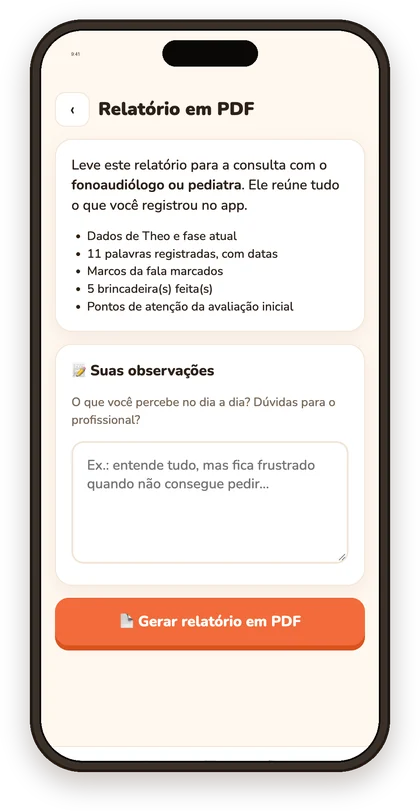 9:41
‹ Relatório em PDF
Leve este relatório para a consulta com o
fonoaudiólogo ou pediatra. Ele reúne tudo
o que você registrou no app.
• Dados de Theo e fase atual
• 11 palavras registradas, com datas
• Marcos da fala marcados
• 5 brincadeira(s) feita(s)
• Pontos de atenção da avaliação inicial
📝 Suas observações
O que você percebe no dia a dia? Dúvidas para o
profissional?
Ex.: entende tudo, mas fica frustrado
quando não consegue pedir...
Gerar relatório em PDF